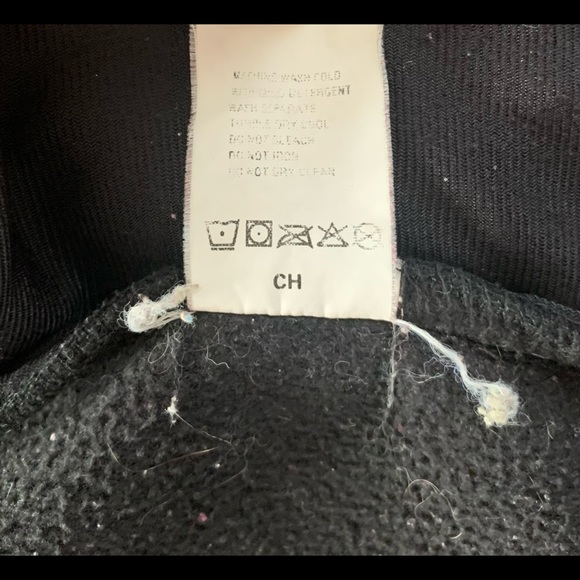 MACHINE WASH COLD
WITH MILD DETERGENT
WASH SEPARATE
TUMBLE DRY COOL
DO NOT BLEACH
DO NOT IRON
DO NOT DRY CLEAN
CH